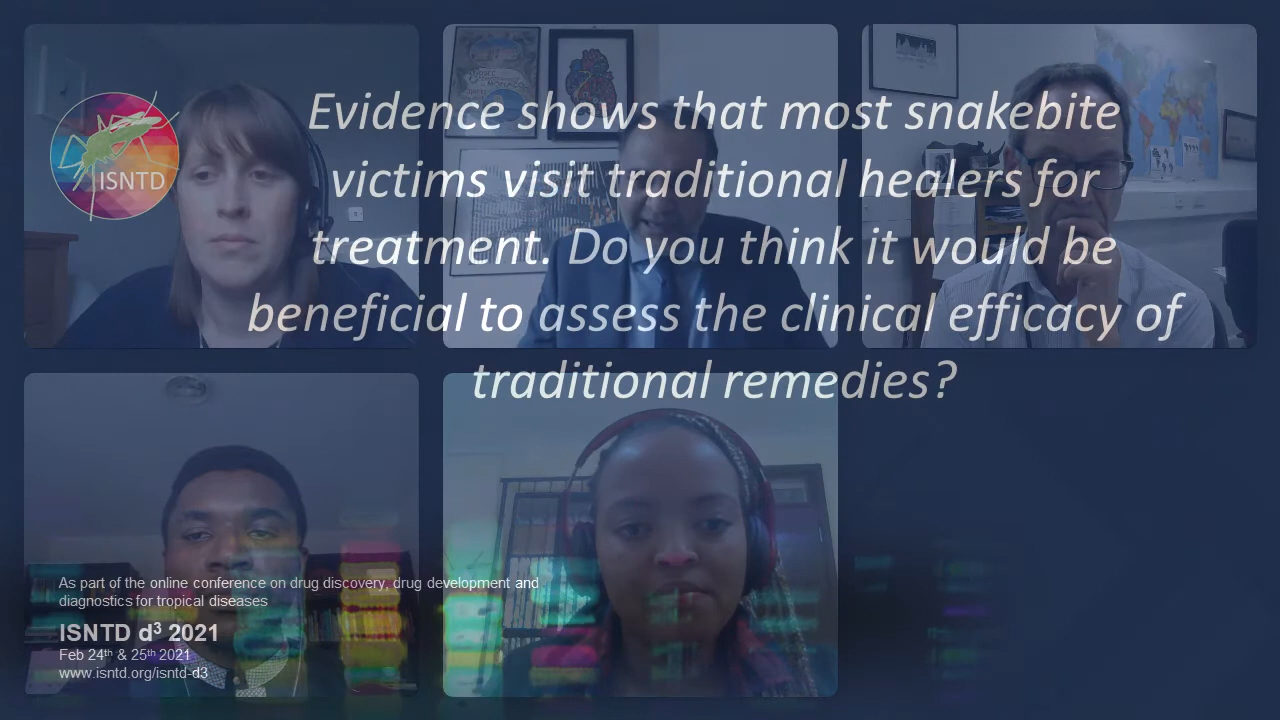 ISNTD
Evidence shows that most snakebite
victims visit traditional healers for
treatment. Do you think it would be
beneficial to assess the clinical efficacy of
traditional remedies?
As part of the online conference on drug discovery, drug development and
diagnostics for tropical diseases
ISNTD d³ 2021
Feb 24th & 25th 2021
www.isntd.org/isntd-d3